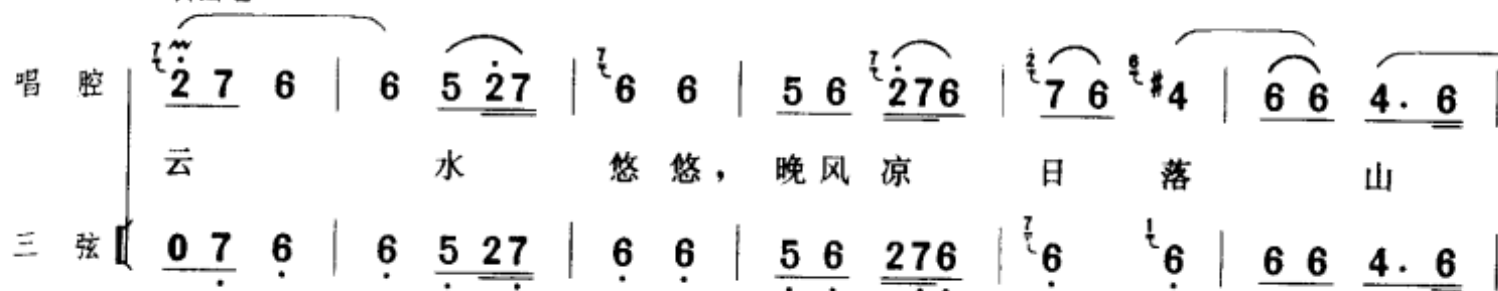 唱腔 2 7 6 | 6 5 27 | 6 6 | 5 6 276 | 7 6 #4 | 6 6 4. 6 |
云 水 悠 悠, 晚 风 凉 日 落 山
三弦 0 7 6 | 6 5 27 | 6 6 | 5 6 276 | 6 6 | 6 6 4. 6 |